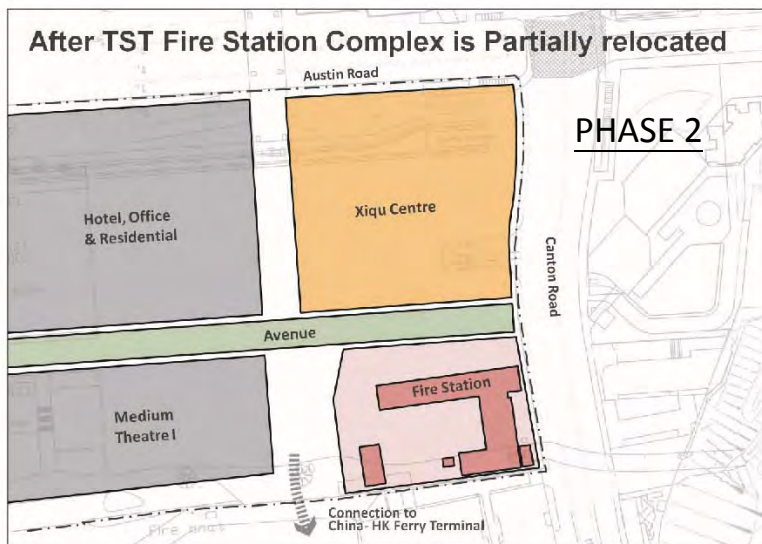 After TST Fire Station Complex is Partially relocated
Austin Road
PHASE 2
Hotel, Office
& Residential
Xiqu Centre
Canton Road
Avenue
Fire Station
Medium
Theatre I
Connection to
China- HK Ferry Terminal